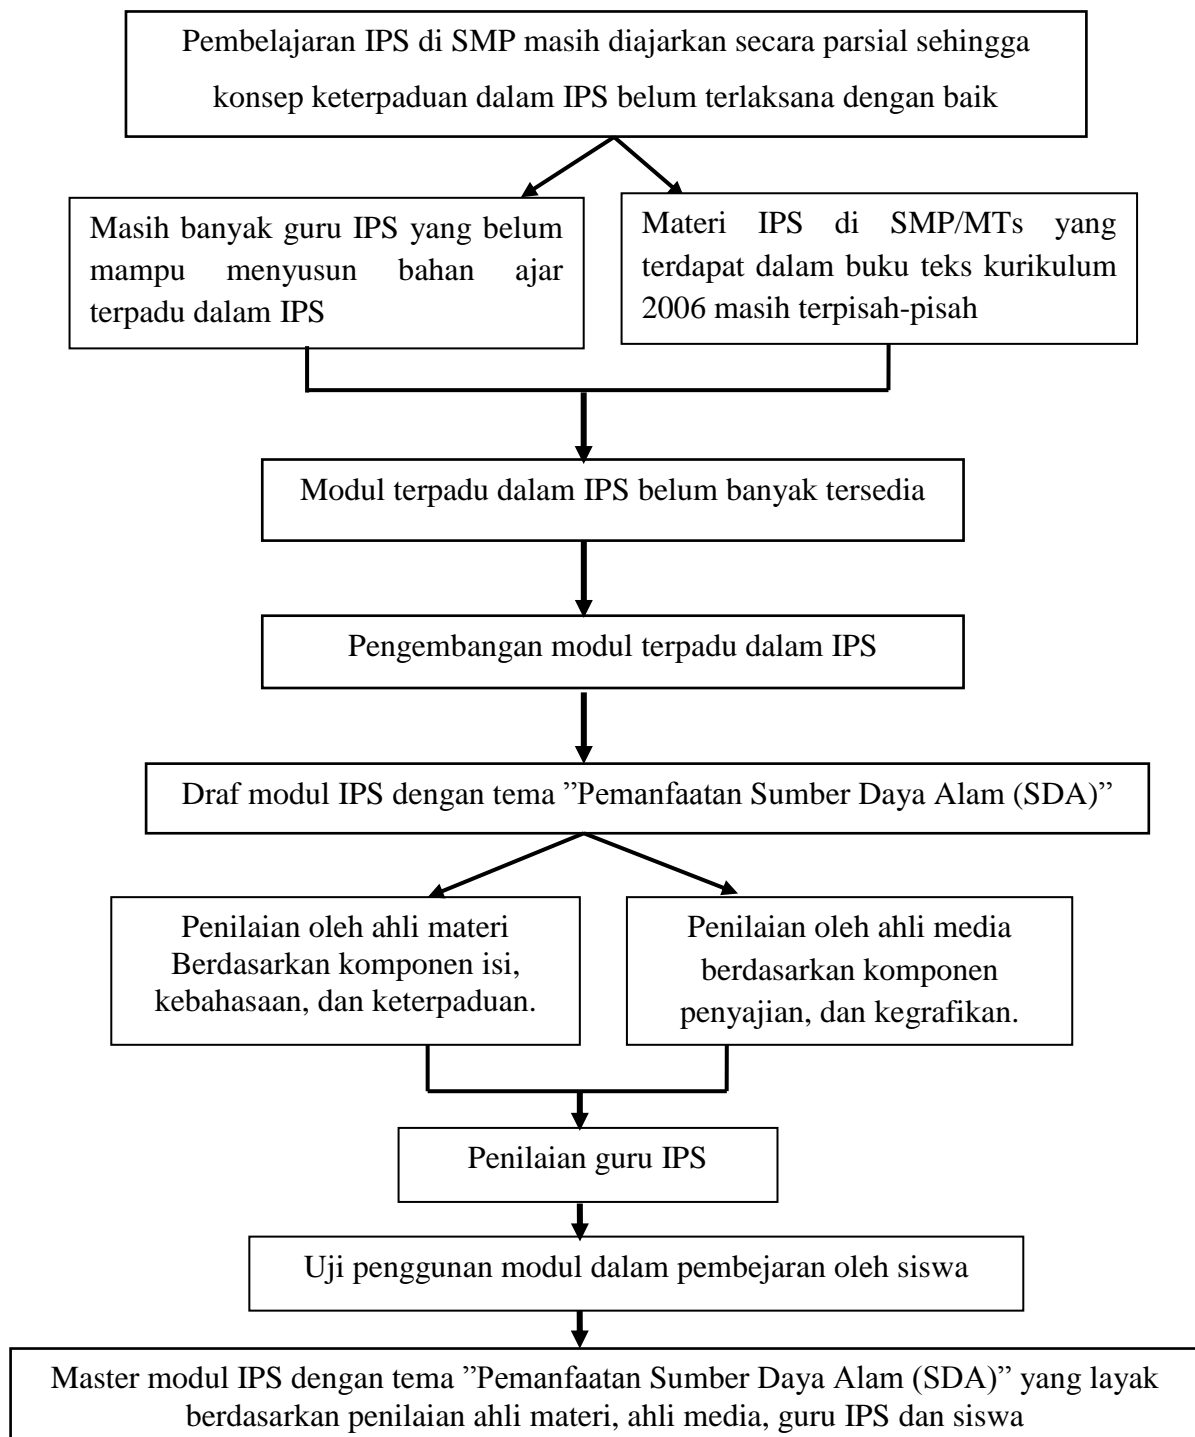 Pembelajaran IPS di SMP masih diajarkan secara parsial sehingga
konsep keterpaduan dalam IPS belum terlaksana dengan baik
Masih banyak guru IPS yang belum
mampu menyusun bahan ajar
terpadu dalam IPS
Materi IPS di SMP/MTs yang
terdapat dalam buku teks kurikulum
2006 masih terpisah-pisah
Modul terpadu dalam IPS belum banyak tersedia
Pengembangan modul terpadu dalam IPS
Draf modul IPS dengan tema ”Pemanfaatan Sumber Daya Alam (SDA)”
Penilaian oleh ahli materi
Berdasarkan komponen isi,
kebahasaan, dan keterpaduan.
Penilaian oleh ahli media
berdasarkan komponen
penyajian, dan kegrafikan.
Penilaian guru IPS
Uji penggunan modul dalam pembejaran oleh siswa
Master modul IPS dengan tema ”Pemanfaatan Sumber Daya Alam (SDA)” yang layak
berdasarkan penilaian ahli materi, ahli media, guru IPS dan siswa